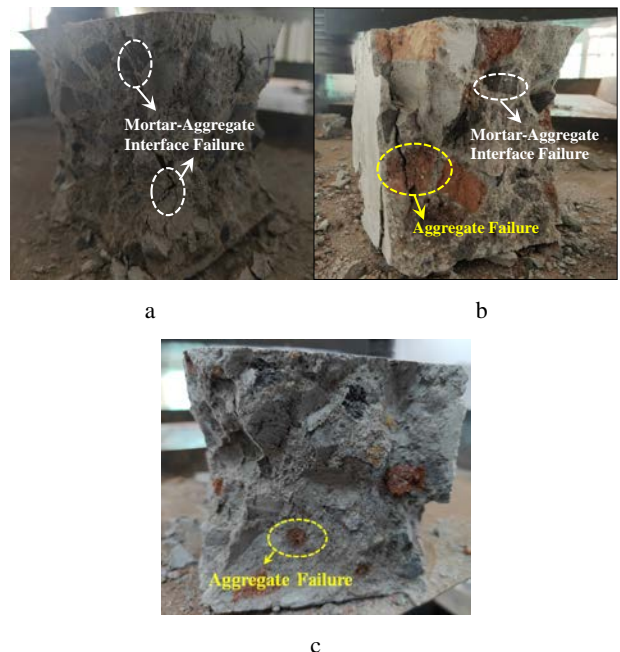 Mortar-Aggregate
Interface Failure
Mortar-Aggregate
Interface Failure
Aggregate Failure
a
b
Aggregate Failure
c